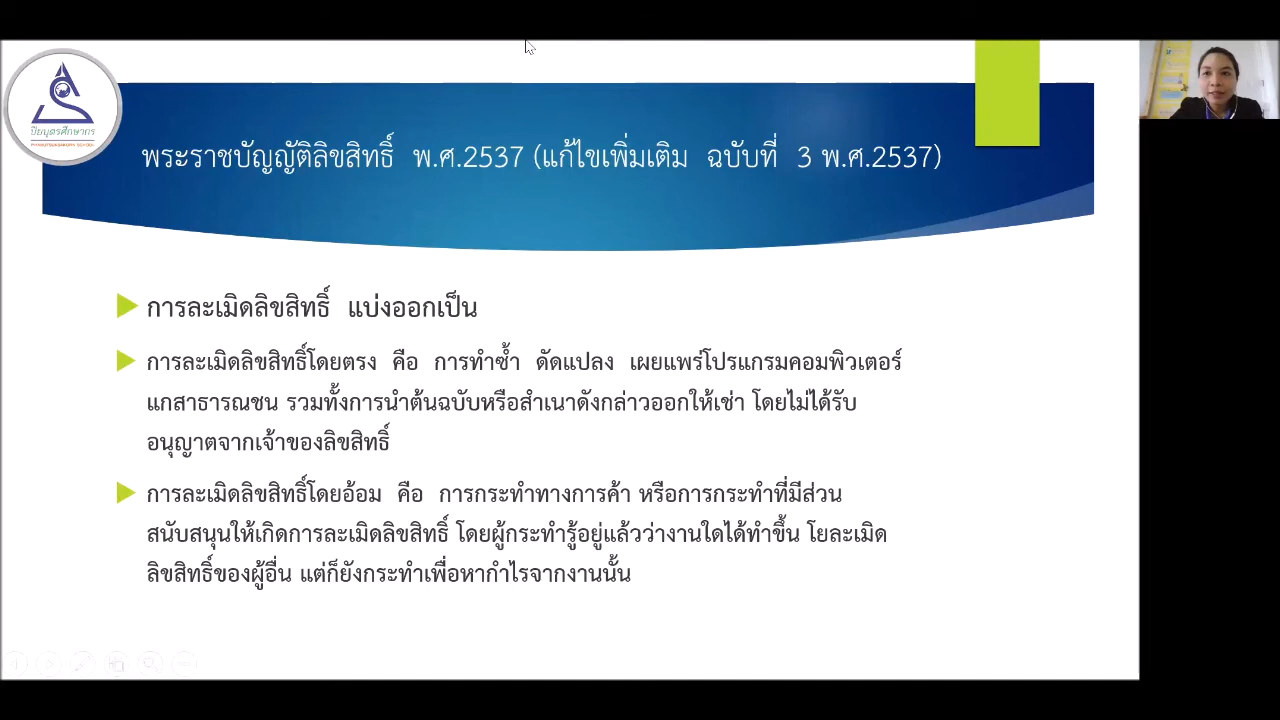 ปิยบุตรศึกษากร
PIYABUTSUKSAKORN SCHOOL
พระราชบัญญัติลิขสิทธิ์ พ.ศ.2537 (แก้ไขเพิ่มเติม ฉบับที่ 3 พ.ศ.2537)
การละเมิดลิขสิทธิ์ แบ่งออกเป็น
การละเมิดลิขสิทธิ์โดยตรง คือ การทำซ้ำ ดัดแปลง เผยแพร่โปรแกรมคอมพิวเตอร์
แกสาธารณชน รวมทั้งการนำต้นฉบับหรือสำเนาดังกล่าวออกให้เช่า โดยไม่ได้รับ
อนุญาตจากเจ้าของลิขสิทธิ์
การละเมิดลิขสิทธิ์โดยอ้อม คือ การกระทำทางการค้า หรือการกระทำที่มีส่วน
สนับสนุนให้เกิดการละเมิดลิขสิทธิ์ โดยผู้กระทำรู้อยู่แล้วว่างานใดได้ทำขึ้น โยละเมิด
ลิขสิทธิ์ของผู้อื่น แต่ก็ยังกระทำเพื่อหากำไรจากงานนั้น